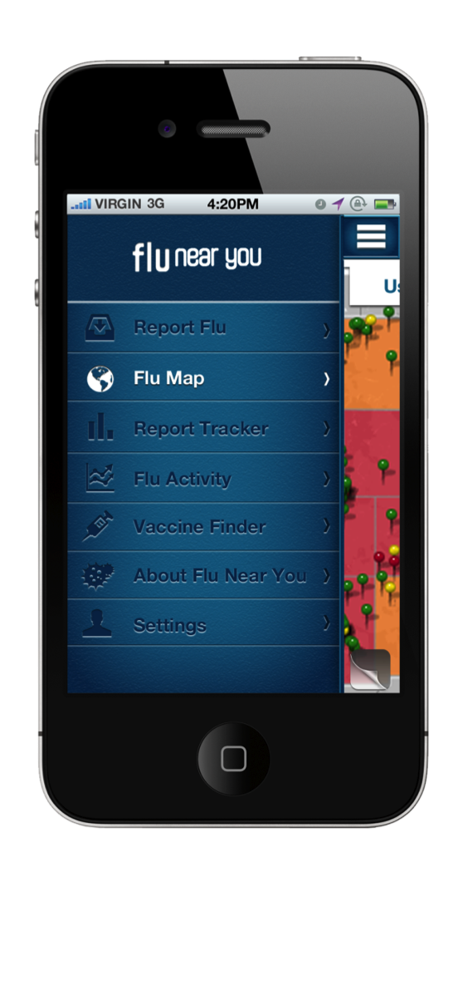 VIRGIN 3G 4:20PM
flu near you
Report Flu
Flu Map
Report Tracker
Flu Activity
Vaccine Finder
About Flu Near You
Settings